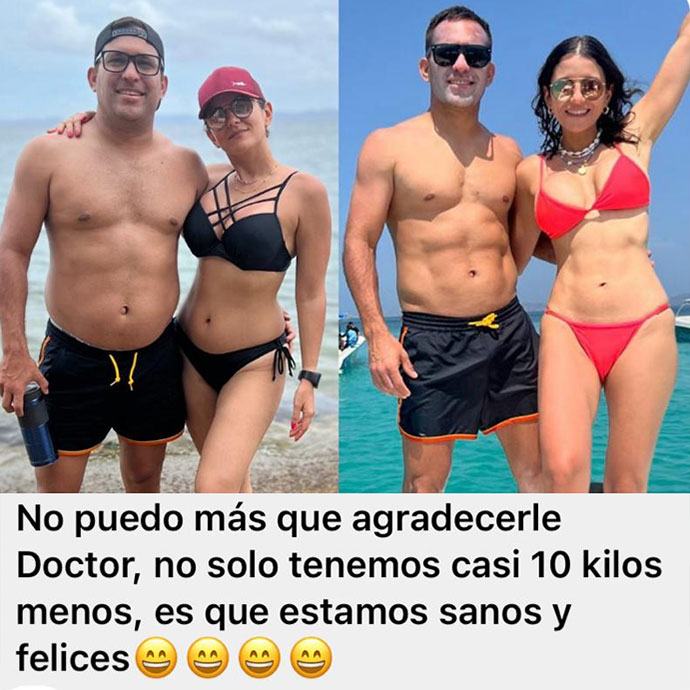 No puedo más que agradecerle
Doctor, no solo tenemos casi 10 kilos
menos, es que estamos sanos y
felices😄😄😄😄